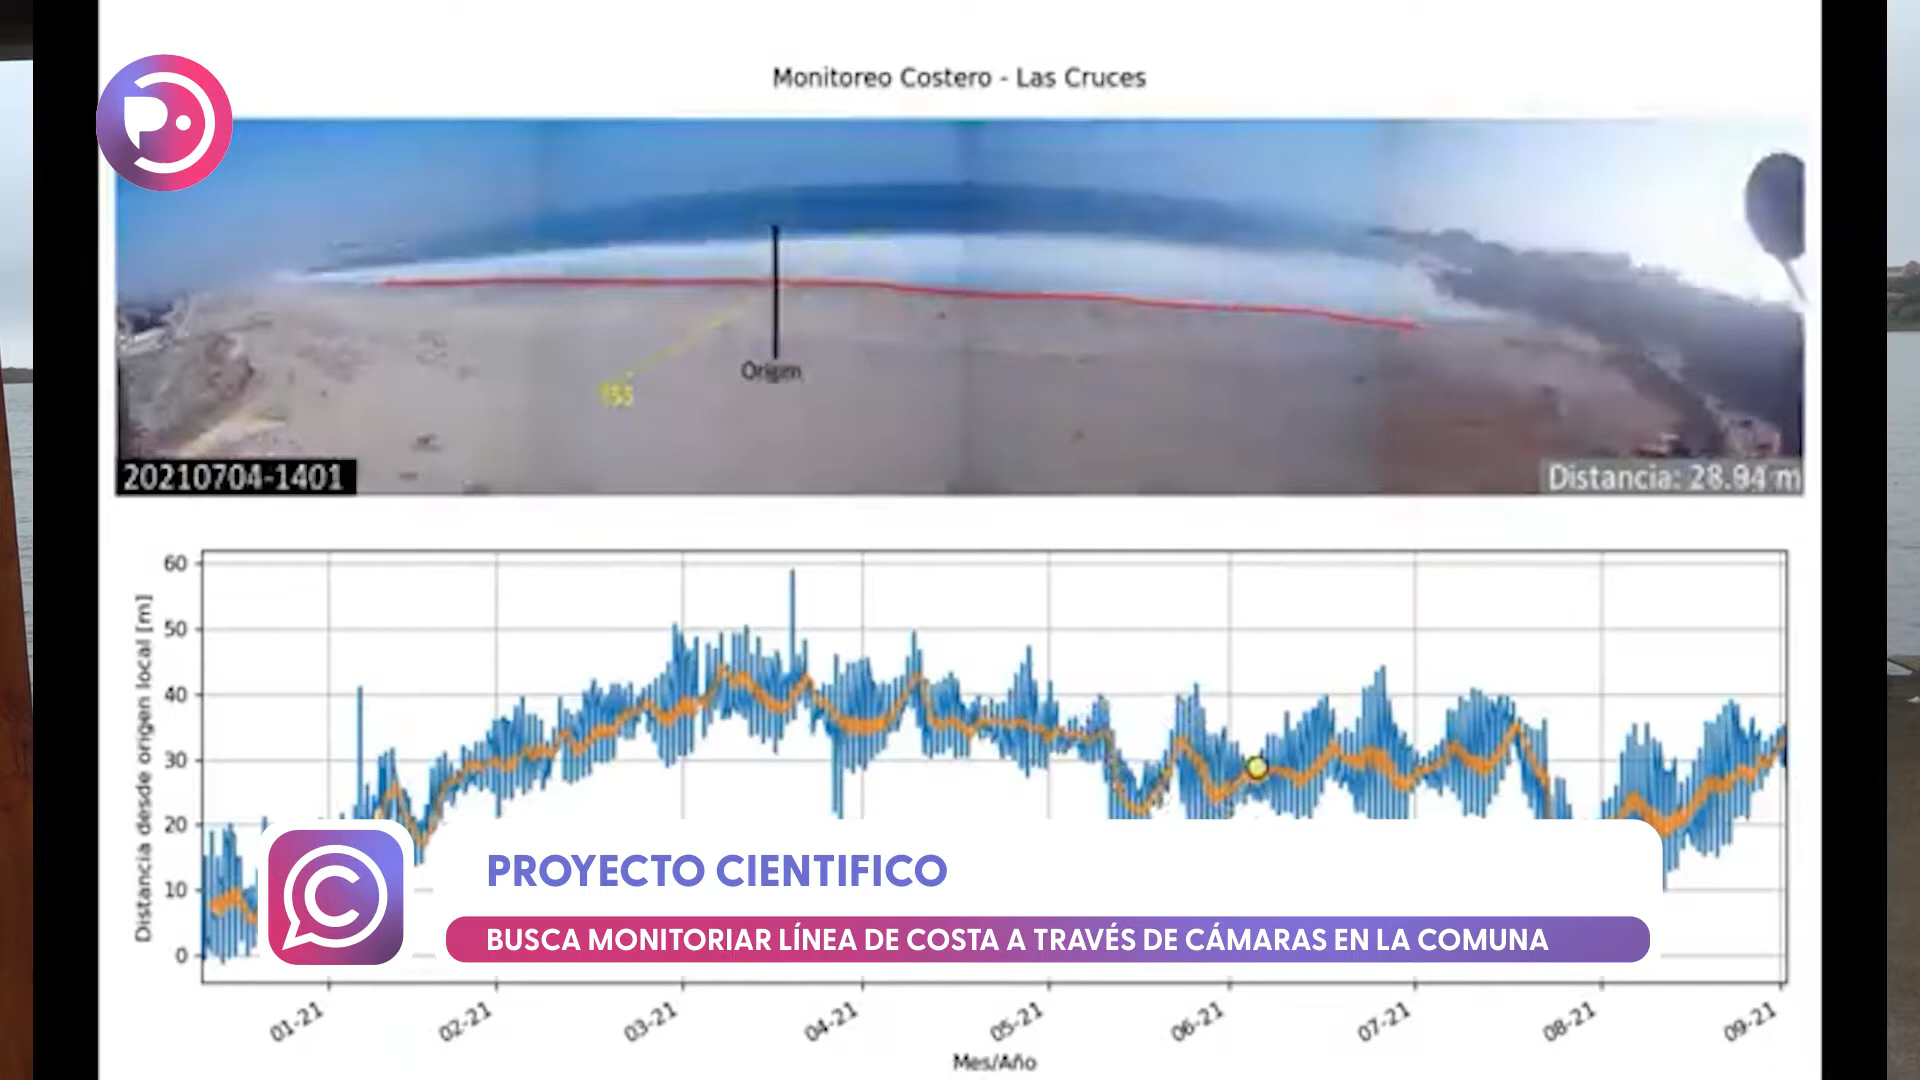 Monitoreo Costero - Las Cruces
Origin
20210704-1401
Distancia: 28.94 m
Distancia desde origen local [m]
60
50
40
30
20
10
0
PROYECTO CIENTIFICO
BUSCA MONITORIAR LÍNEA DE COSTA A TRAVÉS DE CÁMARAS EN LA COMUNA
01-21
02-21
03-21
04-21
05-21
06-21
07-21
08-21
09-21
Mes/Año